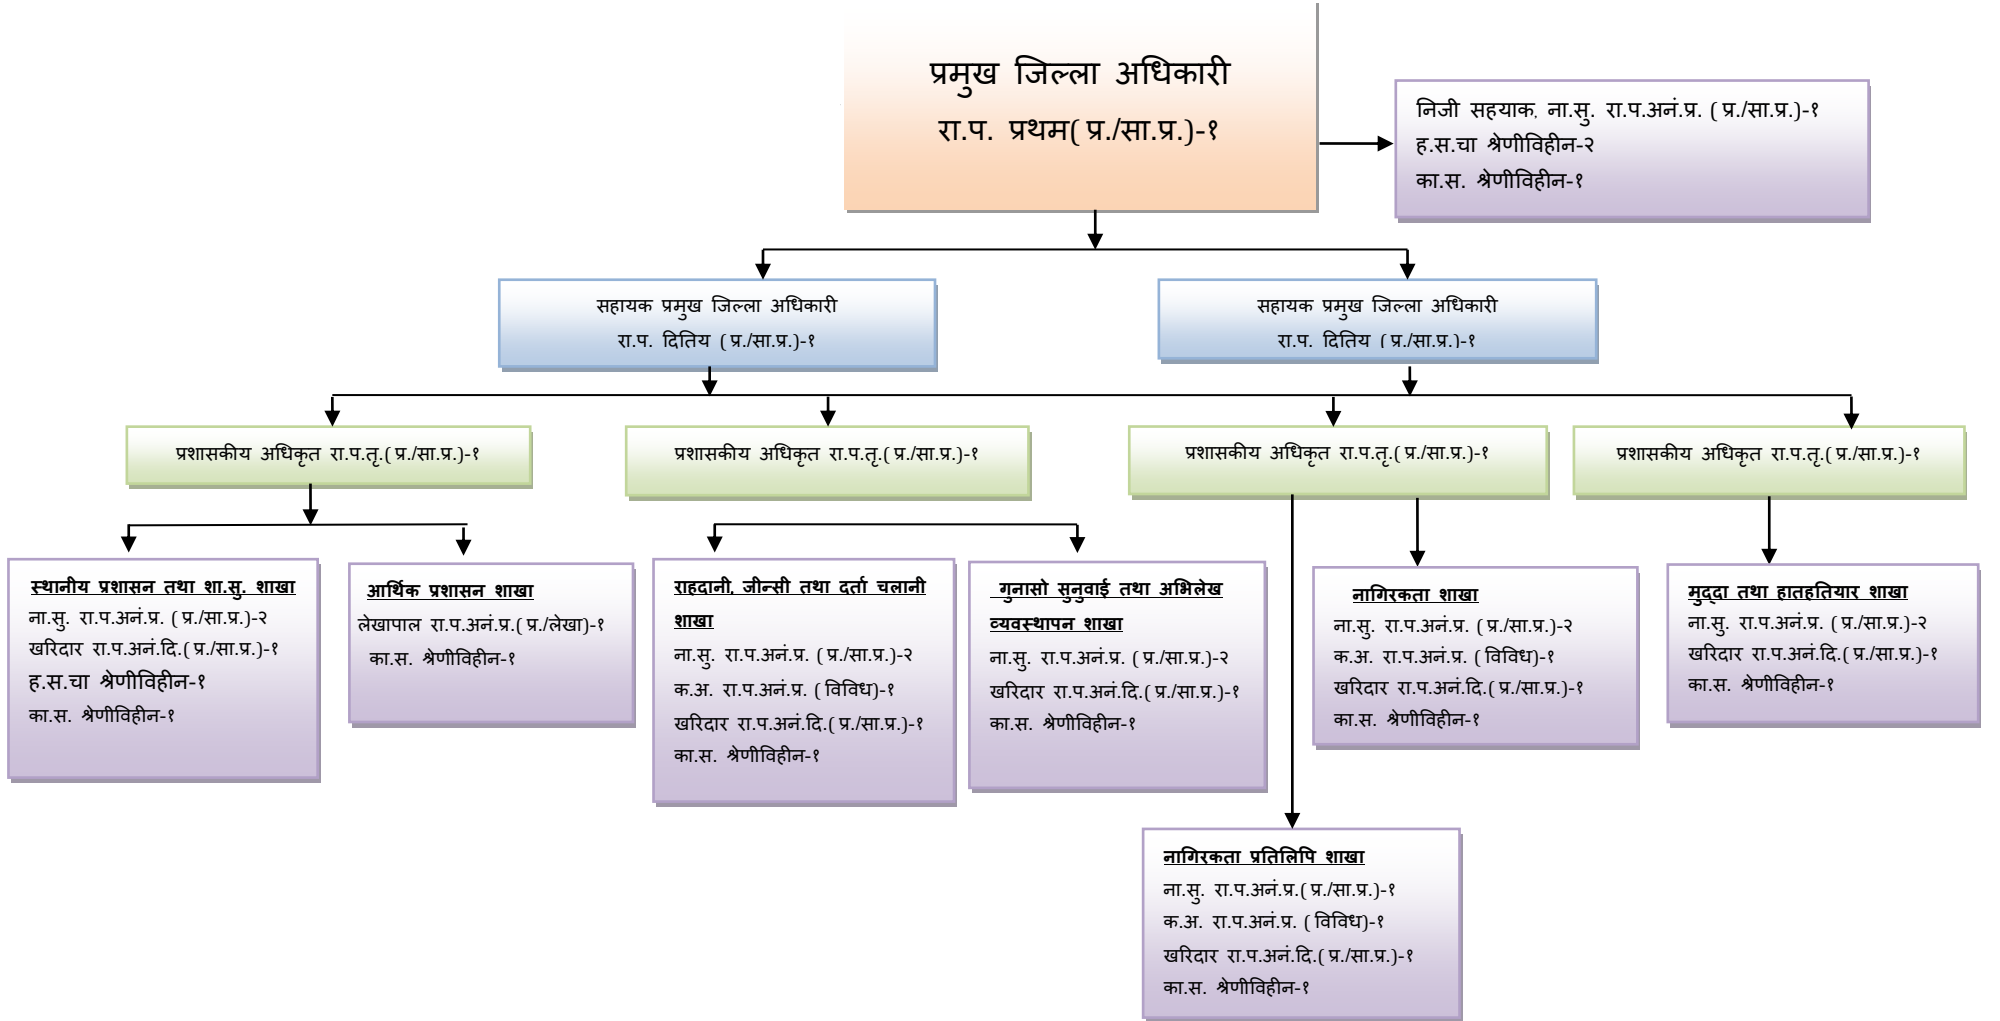 प्रमुख जिल्ला अधिकारी
रा.प. प्रथम( प्र./सा.प्र.)-१
निजी सहयाक, ना.सु. रा.प.अनं.प्र. ( प्र./सा.प्र.)-१
ह.स.चा श्रेणीविहीन-२
का.स. श्रेणीविहीन-१
सहायक प्रमुख जिल्ला अधिकारी
रा.प. दितिय ( प्र./सा.प्र.)-१
सहायक प्रमुख जिल्ला अधिकारी
रा.प. दितिय ( प्र./सा.प्र.)-१
प्रशासकीय अधिकृत रा.प.तृ.( प्र./सा.प्र.)-१
प्रशासकीय अधिकृत रा.प.तृ.( प्र./सा.प्र.)-१
प्रशासकीय अधिकृत रा.प.तृ.( प्र./सा.प्र.)-१
प्रशासकीय अधिकृत रा.प.तृ.( प्र./सा.प्र.)-१
स्थानीय प्रशासन तथा शा.सु. शाखा
ना.सु. रा.प.अनं.प्र. ( प्र./सा.प्र.)-२
खरिदार रा.प.अनं.दि.( प्र./सा.प्र.)-१
ह.स.चा श्रेणीविहीन-१
का.स. श्रेणीविहीन-१
आर्थिक प्रशासन शाखा
लेखापाल रा.प.अनं.प्र.( प्र./लेखा)-१
का.स. श्रेणीविहीन-१
राहदानी, जीन्सी तथा दर्ता चलानी
शाखा
ना.सु. रा.प.अनं.प्र. ( प्र./सा.प्र.)-२
क.अ. रा.प.अनं.प्र. ( विविध)-१
खरिदार रा.प.अनं.दि.( प्र./सा.प्र.)-१
का.स. श्रेणीविहीन-१
गुनासो सुनुवाई तथा अभिलेख
व्यवस्थापन शाखा
ना.सु. रा.प.अनं.प्र. ( प्र./सा.प्र.)-२
खरिदार रा.प.अनं.दि.( प्र./सा.प्र.)-१
का.स. श्रेणीविहीन-१
नागिरकता शाखा
ना.सु. रा.प.अनं.प्र. ( प्र./सा.प्र.)-२
क.अ. रा.प.अनं.प्र. ( विविध)-१
खरिदार रा.प.अनं.दि.( प्र./सा.प्र.)-१
का.स. श्रेणीविहीन-१
मुद्दा तथा हातहतियार शाखा
ना.सु. रा.प.अनं.प्र. ( प्र./सा.प्र.)-२
खरिदार रा.प.अनं.दि.( प्र./सा.प्र.)-१
का.स. श्रेणीविहीन-१
नागिरकता प्रतिलिपि शाखा
ना.सु. रा.प.अनं.प्र.( प्र./सा.प्र.)-१
क.अ. रा.प.अनं.प्र. ( विविध)-१
खरिदार रा.प.अनं.दि.( प्र./सा.प्र.)-१
का.स. श्रेणीविहीन-१